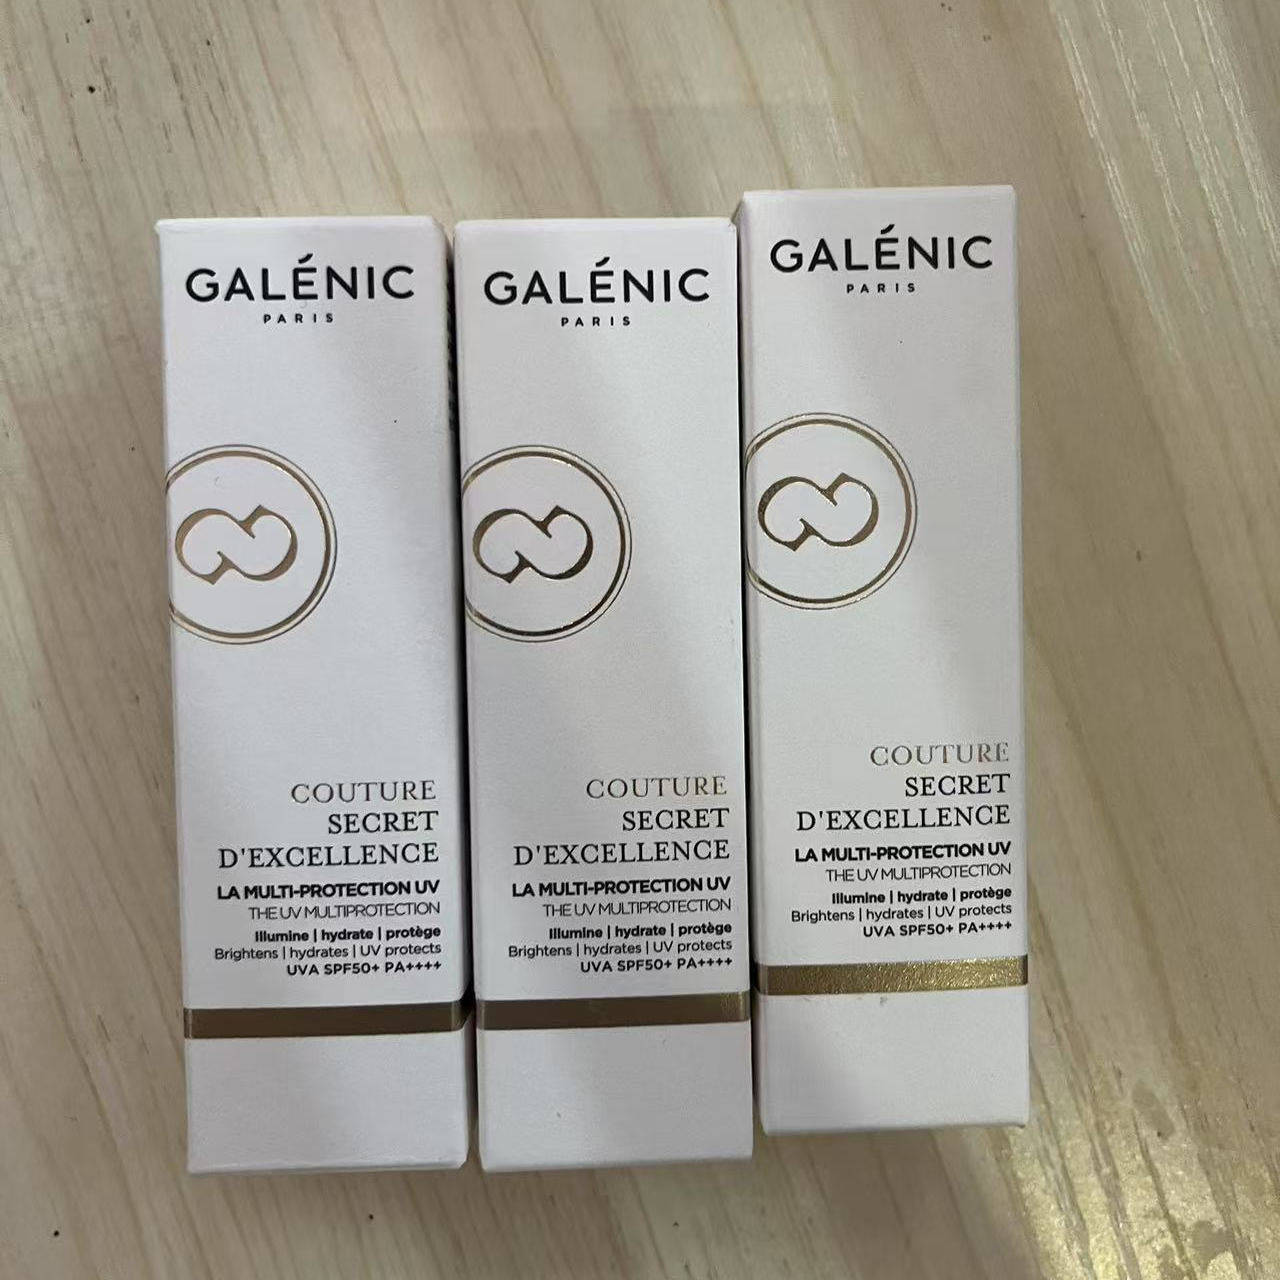 GALÉNIC
PARIS
COUTURE
SECRET
D'EXCELLENCE
LA MULTI-PROTECTION UV
THE UV MULTIPROTECTION
Illumine | hydrate | protège
Brightens | hydrates | UV protects
UVA SPF50+ PA++++
GALÉNIC
PARIS
COUTURE
SECRET
D'EXCELLENCE
LA MULTI-PROTECTION UV
THE UV MULTIPROTECTION
Illumine | hydrate | protège
Brightens | hydrates | UV protects
UVA SPF50+ PA++++
GALÉNIC
PARIS
COUTURE
SECRET
D'EXCELLENCE
LA MULTI-PROTECTION UV
THE UV MULTIPROTECTION
Illumine | hydrate | protège
Brightens | hydrates | UV protects
UVA SPF50+ PA++++